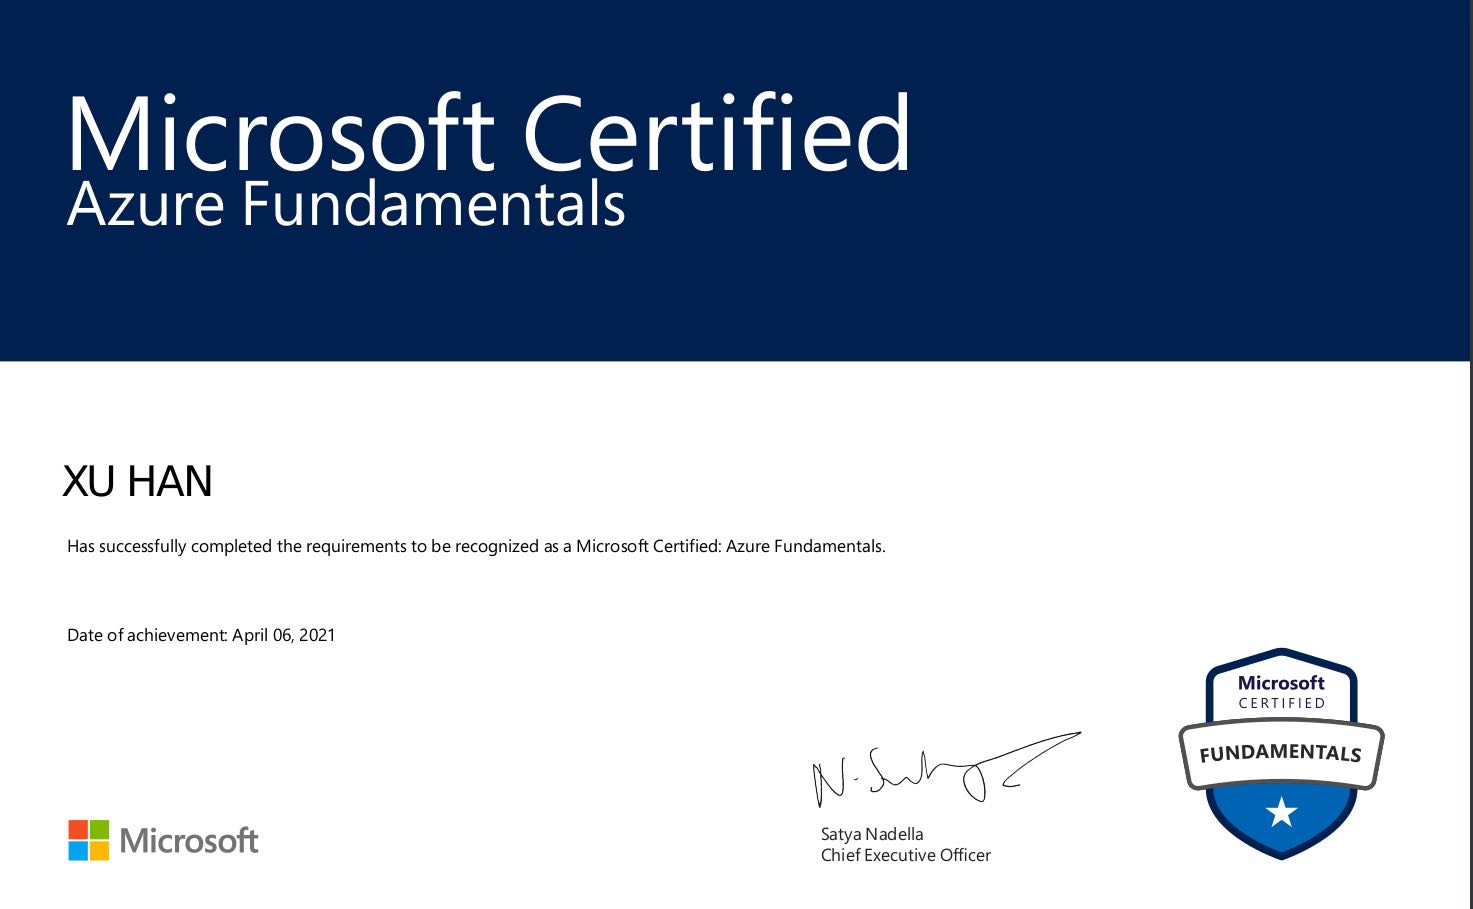 Microsoft Certified
Azure Fundamentals
XU HAN
Has successfully completed the requirements to be recognized as a Microsoft Certified: Azure Fundamentals.
Date of achievement: April 06, 2021
Microsoft
CERTIFIED
FUNDAMENTALS
Satya Nadella
Chief Executive Officer
Microsoft